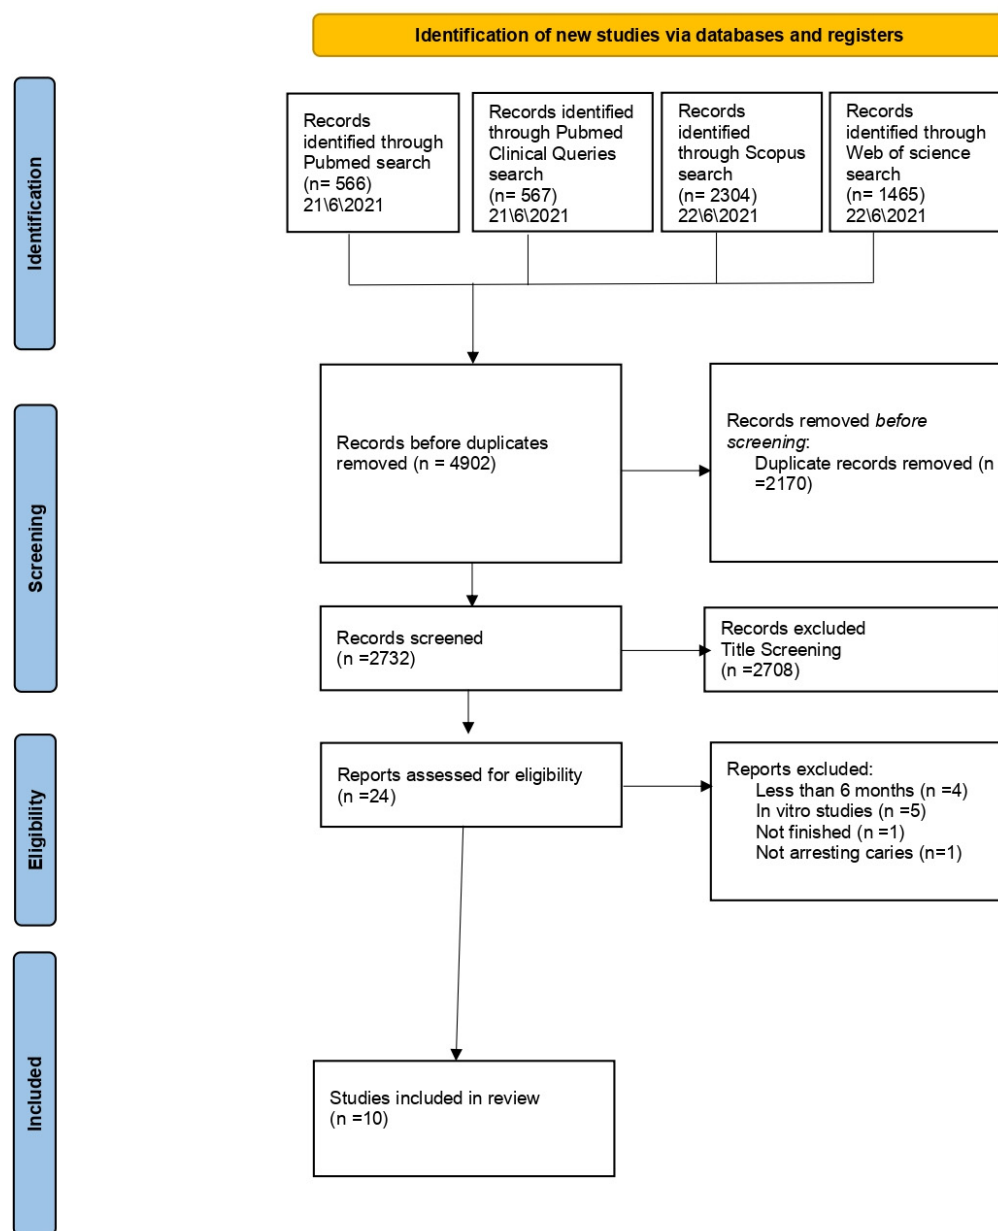 Identification of new studies via databases and registers
Identification
Records
identified through
Pubmed search
(n= 566)
21\6\2021
Records identified
through Pubmed
Clinical Queries
search
(n= 567)
21\6\2021
Records
identified
through Scopus
search
(n= 2304)
22\6\2021
Records
identified through
Web of science
search
(n= 1465)
22\6\2021
Screening
Records before duplicates
removed (n = 4902)
Records removed before
screening:
Duplicate records removed (n
=2170)
Records screened
(n =2732)
Records excluded
Title Screening
(n =2708)
Eligibility
Reports assessed for eligibility
(n =24)
Reports excluded:
Less than 6 months (n =4)
In vitro studies (n =5)
Not finished (n =1)
Not arresting caries (n=1)
Included
Studies included in review
(n =10)